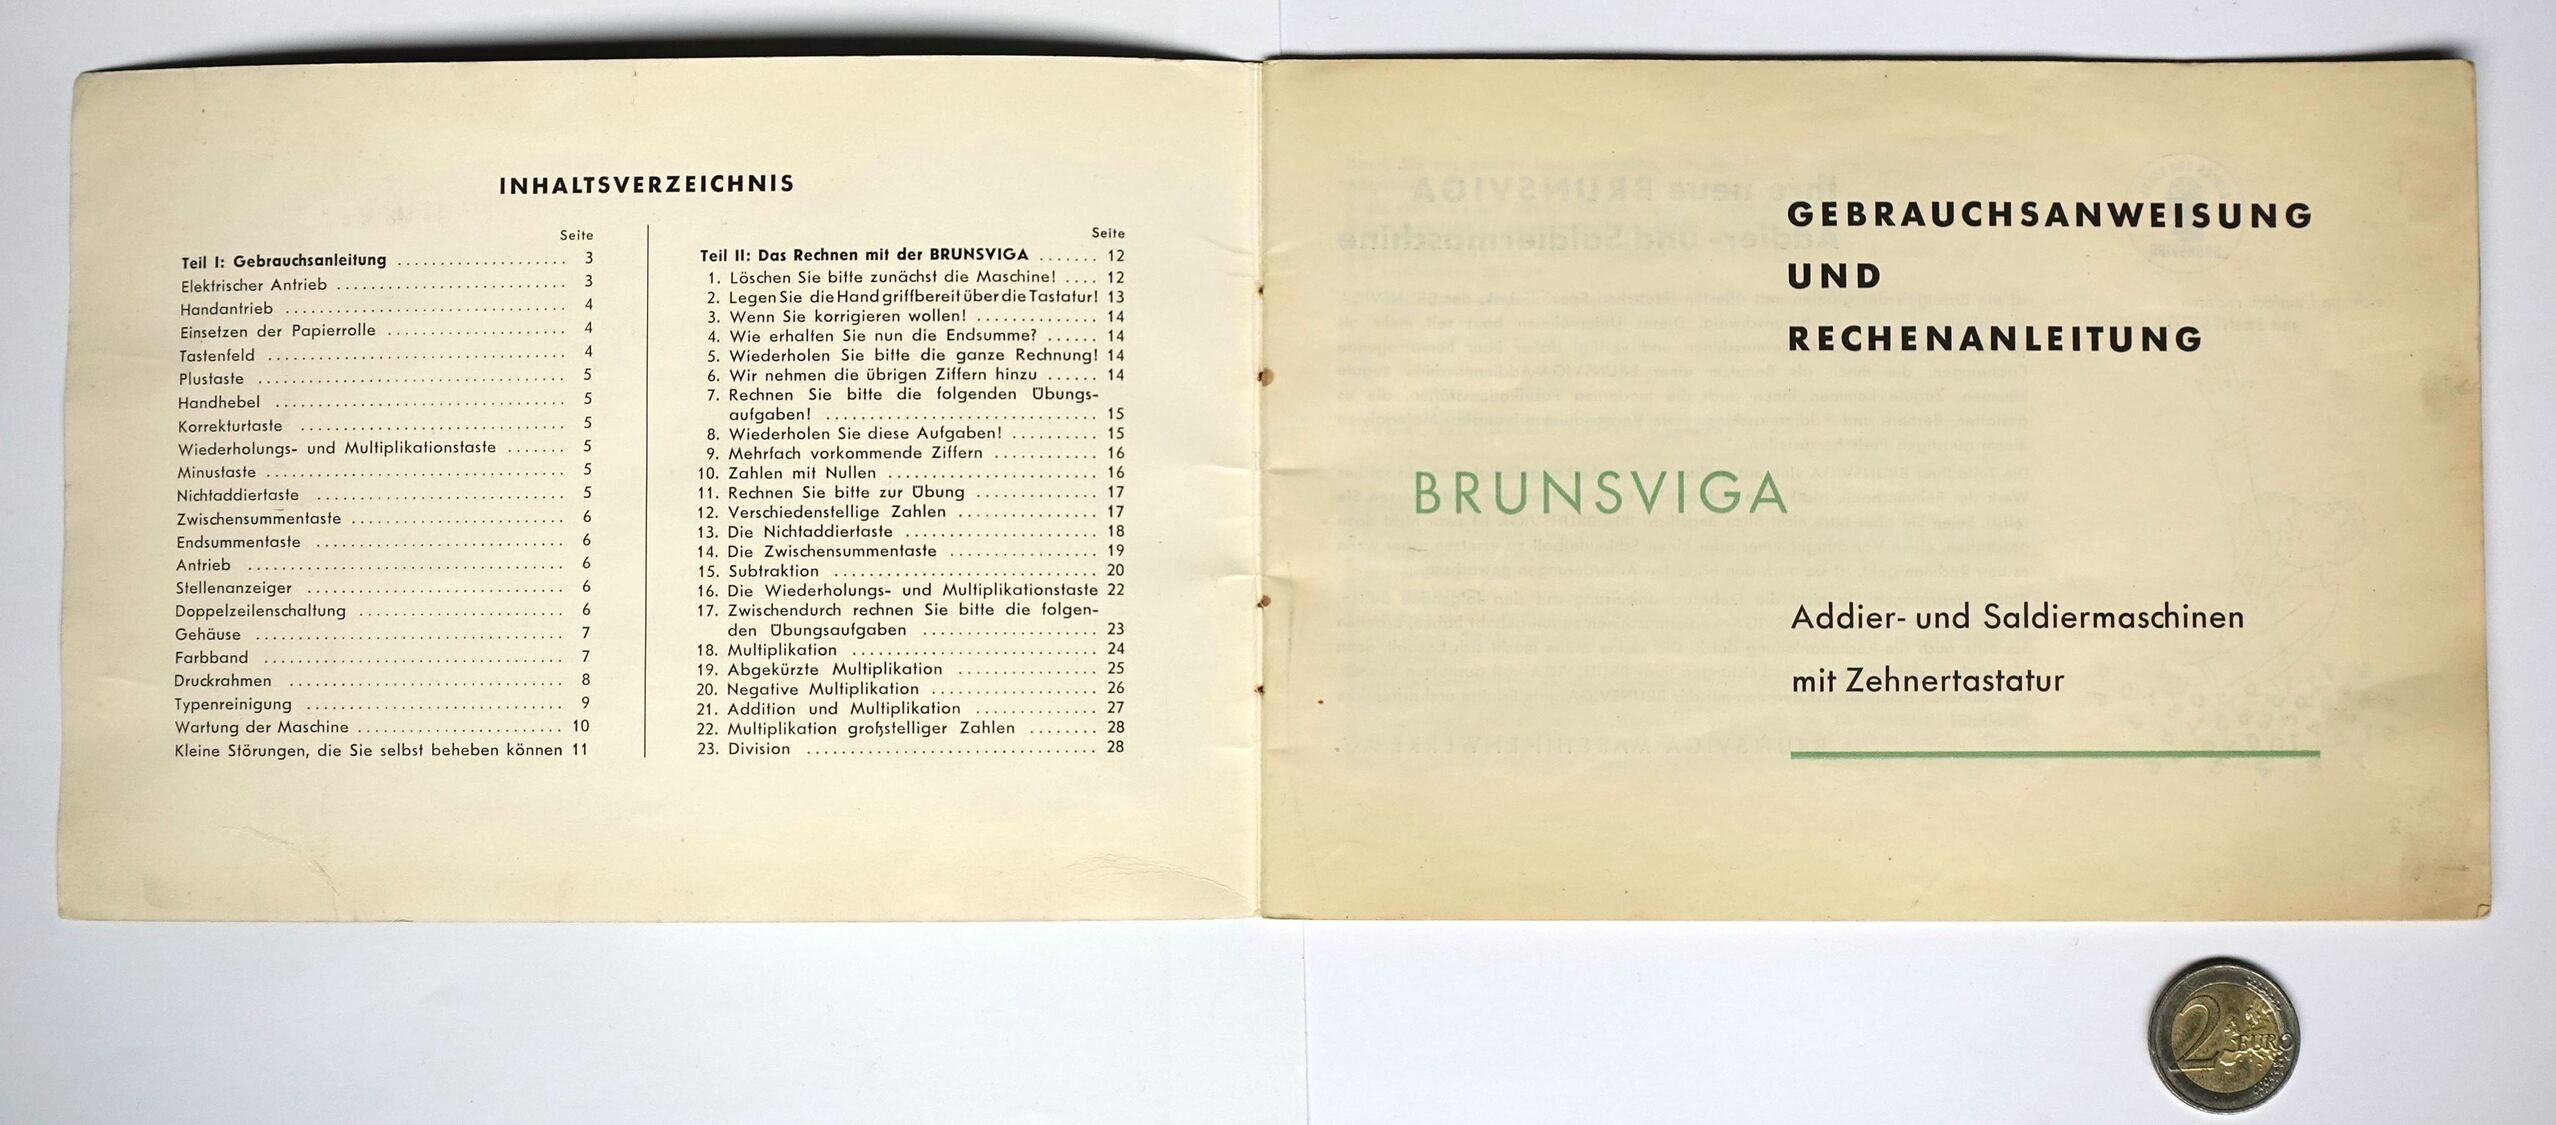 INHALTSVERZEICHNIS
Seite
Teil I: Gebrauchsanleitung .................... 3
Elektrischer Antrieb ........................... 3
Handantrieb ................................. 4
Einsetzen der Papierrolle ..................... 4
Tastenfeld ................................... 4
Plustaste .................................... 5
Handhebel .................................. 5
Korrekturtaste ............................... 5
Wiederholungs- und Multiplikationstaste ....... 5
Minustaste ................................... 5
Nichtaddiertaste ............................. 5
Zwischensummentaste ......................... 6
Endsummentaste ............................. 6
Antrieb ...................................... 6
Stellenanzeiger .............................. 6
Doppelzeilenschaltung ........................ 6
Gehäuse .................................... 7
Farbband ................................... 7
Druckrahmen ................................ 8
Typenreinigung .............................. 9
Wartung der Maschine ........................ 10
Kleine Störungen, die Sie selbst beheben können 11
Seite
Teil II: Das Rechnen mit der BRUNSVIGA ....... 12
1. Löschen Sie bitte zunächst die Maschine! .... 12
2. Legen Sie die Hand griffbereit über die Tastatur! 13
3. Wenn Sie korrigieren wollen! .............. 14
4. Wie erhalten Sie nun die Endsumme? ...... 14
5. Wiederholen Sie bitte die ganze Rechnung! 14
6. Wir nehmen die übrigen Ziffern hinzu ...... 14
7. Rechnen Sie bitte die folgenden Übungs-
aufgaben! ................................ 15
8. Wiederholen Sie diese Aufgaben! .......... 15
9. Mehrfach vorkommende Ziffern ............ 16
10. Zahlen mit Nullen ........................ 16
11. Rechnen Sie bitte zur Übung .............. 17
12. Verschiedenstellige Zahlen ................ 17
13. Die Nichtaddiertaste ...................... 18
14. Die Zwischensummentaste ................. 19
15. Subtraktion .............................. 20
16. Die Wiederholungs- und Multiplikationstaste 22
17. Zwischendurch rechnen Sie bitte die folgen-
den Übungsaufgaben .................... 23
18. Multiplikation ............................ 24
19. Abgekürzte Multiplikation ................. 25
20. Negative Multiplikation ................... 26
21. Addition und Multiplikation .............. 27
22. Multiplikation großstelliger Zahlen ........ 28
23. Division ................................. 28
GEBRAUCHSANWEISUNG
UND
RECHENANLEITUNG
BRUNSVIGA
Addier- und Saldiermaschinen
mit Zehnertastatur
2 EURO